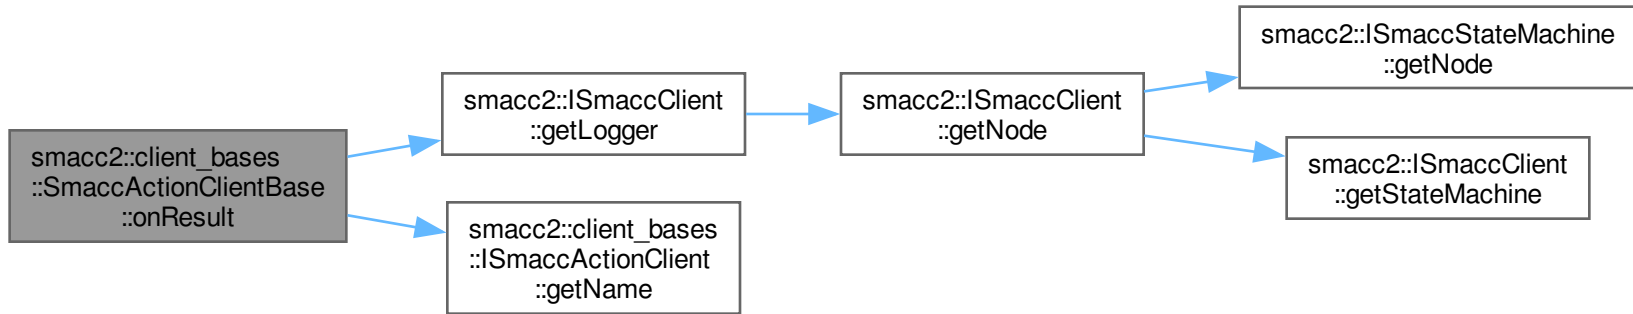 smacc2::client_bases
::SmaccActionClientBase
::onResult
smacc2::ISmaccClient
::getLogger
smacc2::client_bases
::ISmaccActionClient
::getName
smacc2::ISmaccClient
::getNode
smacc2::ISmaccStateMachine
::getNode
smacc2::ISmaccClient
::getStateMachine